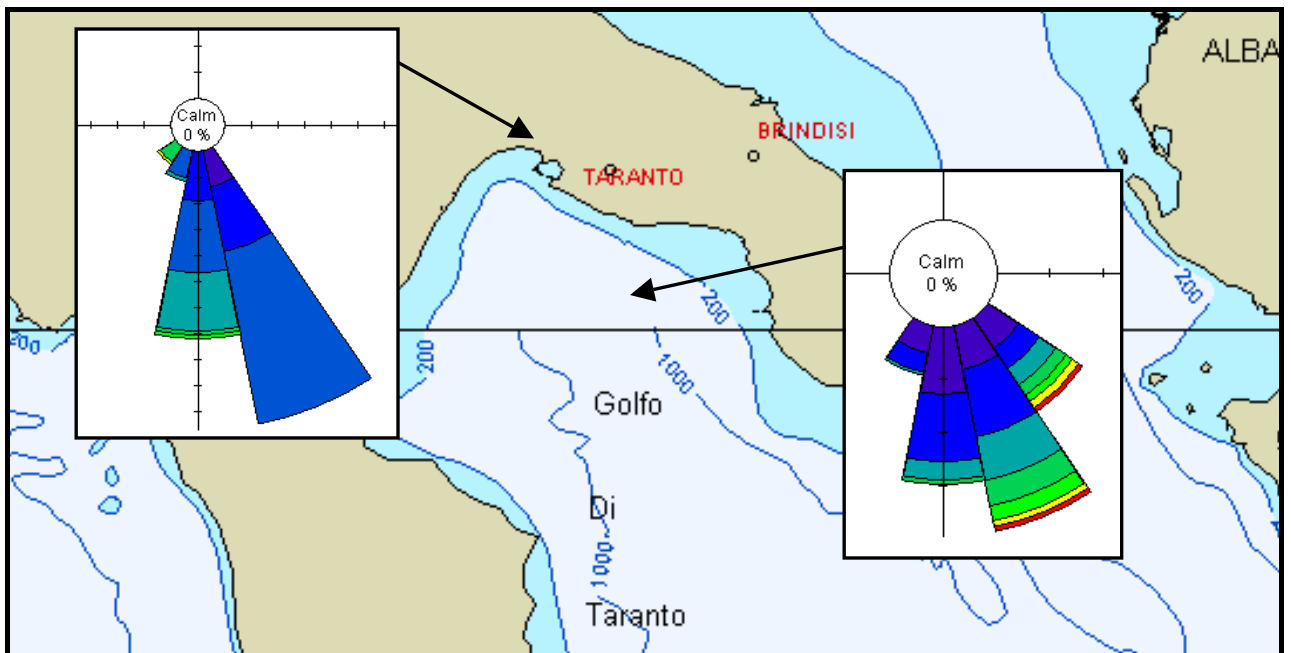 ALBA
Calm
0 %
BRINDISI
TARANTO
Calm
0 %
200
200
200
200
1000
Golfo
Di
1000
Taranto